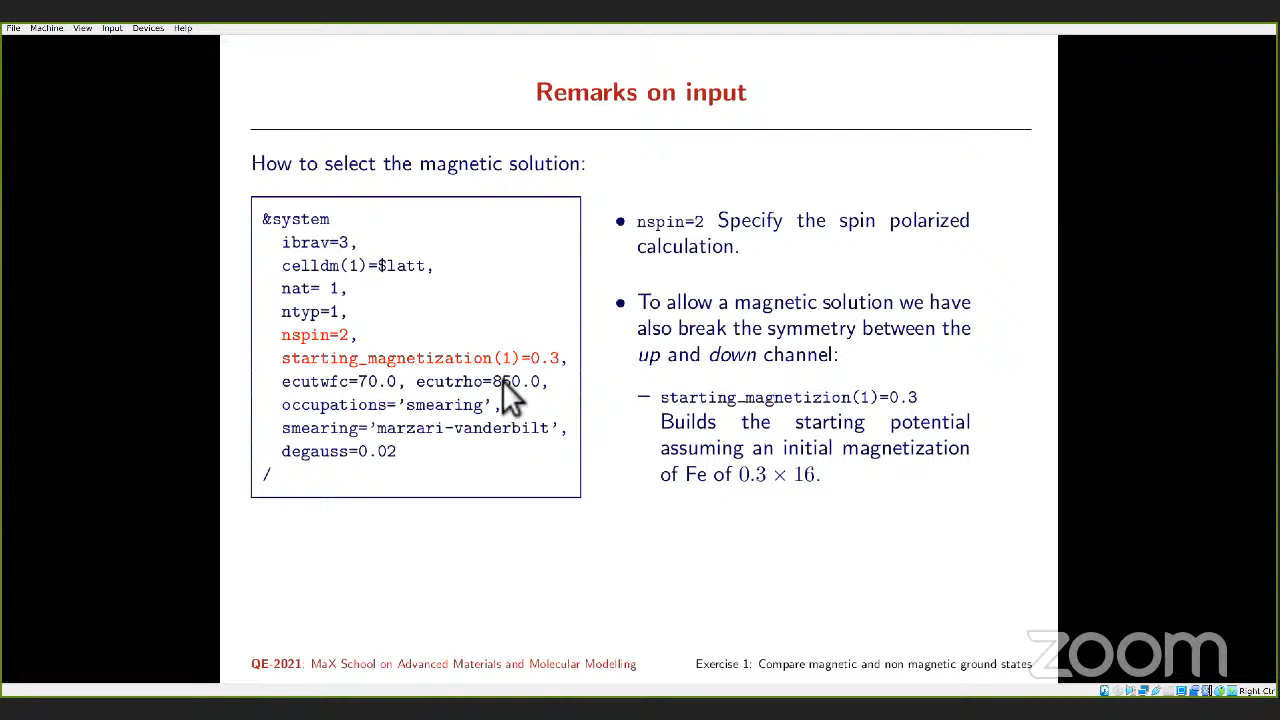 File Machine View Input Devices Help
Remarks on input
How to select the magnetic solution:
&system
ibrav=3,
celldm(1)=$latt,
nat= 1,
ntyp=1,
nspin=2,
starting_magnetization(1)=0.3,
ecutwfc=70.0, ecutrho=850.0,
occupations='smearing',
smearing='marzari-vanderbilt',
degauss=0.02
/
• nspin=2 Specify the spin polarized
calculation.
• To allow a magnetic solution we have
also break the symmetry between the
up and down channel:
– starting_magnetizion(1)=0.3
Builds the starting potential
assuming an initial magnetization
of Fe of 0.3 × 16.
QE-2021: MaX School on Advanced Materials and Molecular Modelling
Exercise 1: Compare magnetic and non magnetic ground states
zoom
Right Ctr